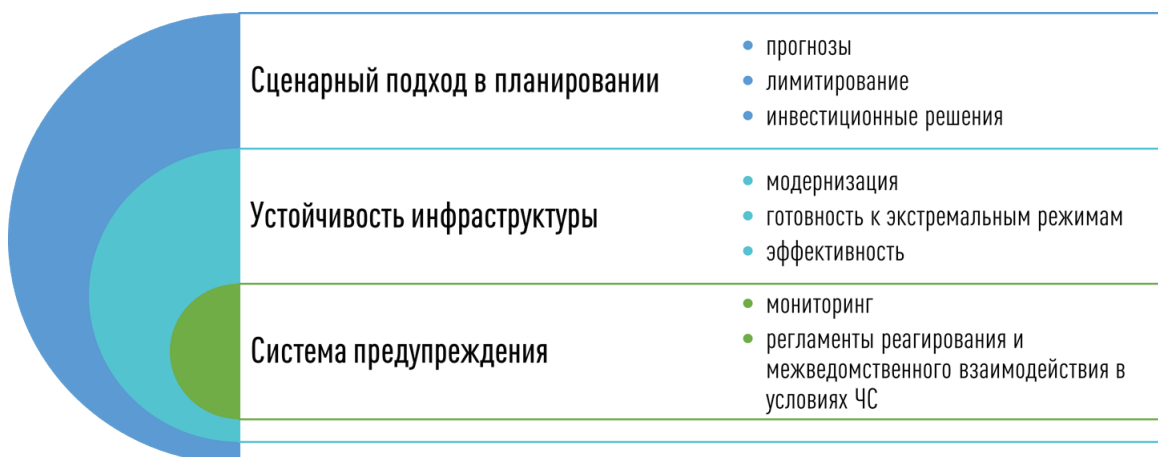 Сценарный подход в планировании
• прогнозы
• лимитирование
• инвестиционные решения
Устойчивость инфраструктуры
• модернизация
• готовность к экстремальным режимам
• эффективность
Система предупреждения
• мониторинг
• регламенты реагирования и
межведомственного взаимодействия в
условиях ЧС